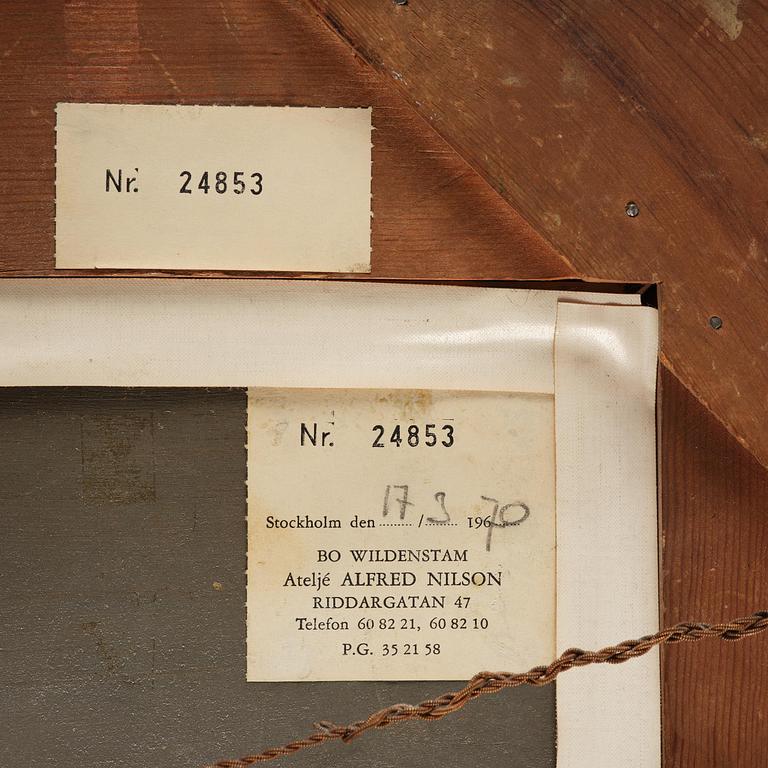 Nr. 24853
Nr. 24853
Stockholm den 17 / 3 1970
BO WILDENSTAM
Ateljé ALFRED NILSON
RIDDARGATAN 47
Telefon 60 82 21, 60 82 10
P.G. 35 21 58